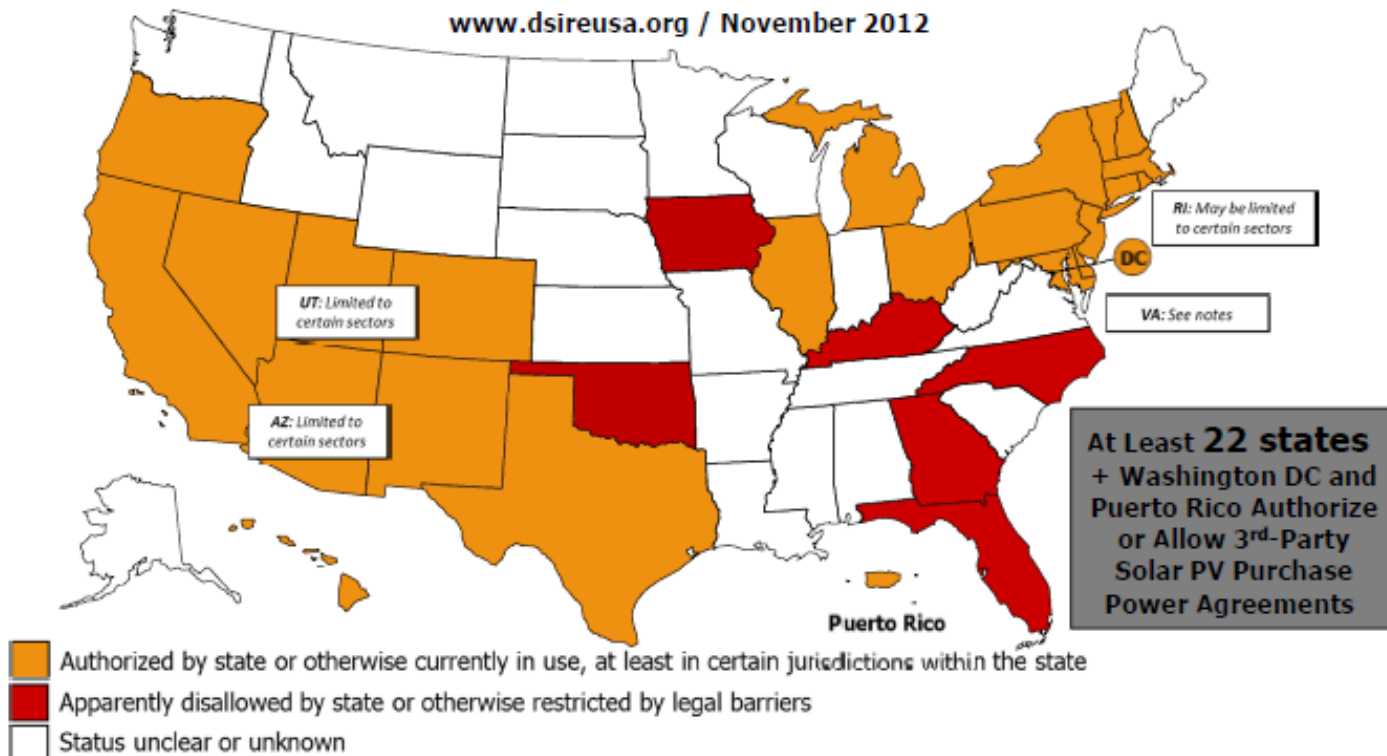 www.dsireusa.org / November 2012
RI: May be limited
to certain sectors
DC
UT: Limited to
certain sectors
VA: See notes
AZ: Limited to
certain sectors
At Least 22 states
+ Washington DC and
Puerto Rico Authorize
or Allow 3rd-Party
Solar PV Purchase
Power Agreements
Puerto Rico
Authorized by state or otherwise currently in use, at least in certain jurisdictions within the state
Apparently disallowed by state or otherwise restricted by legal barriers
Status unclear or unknown